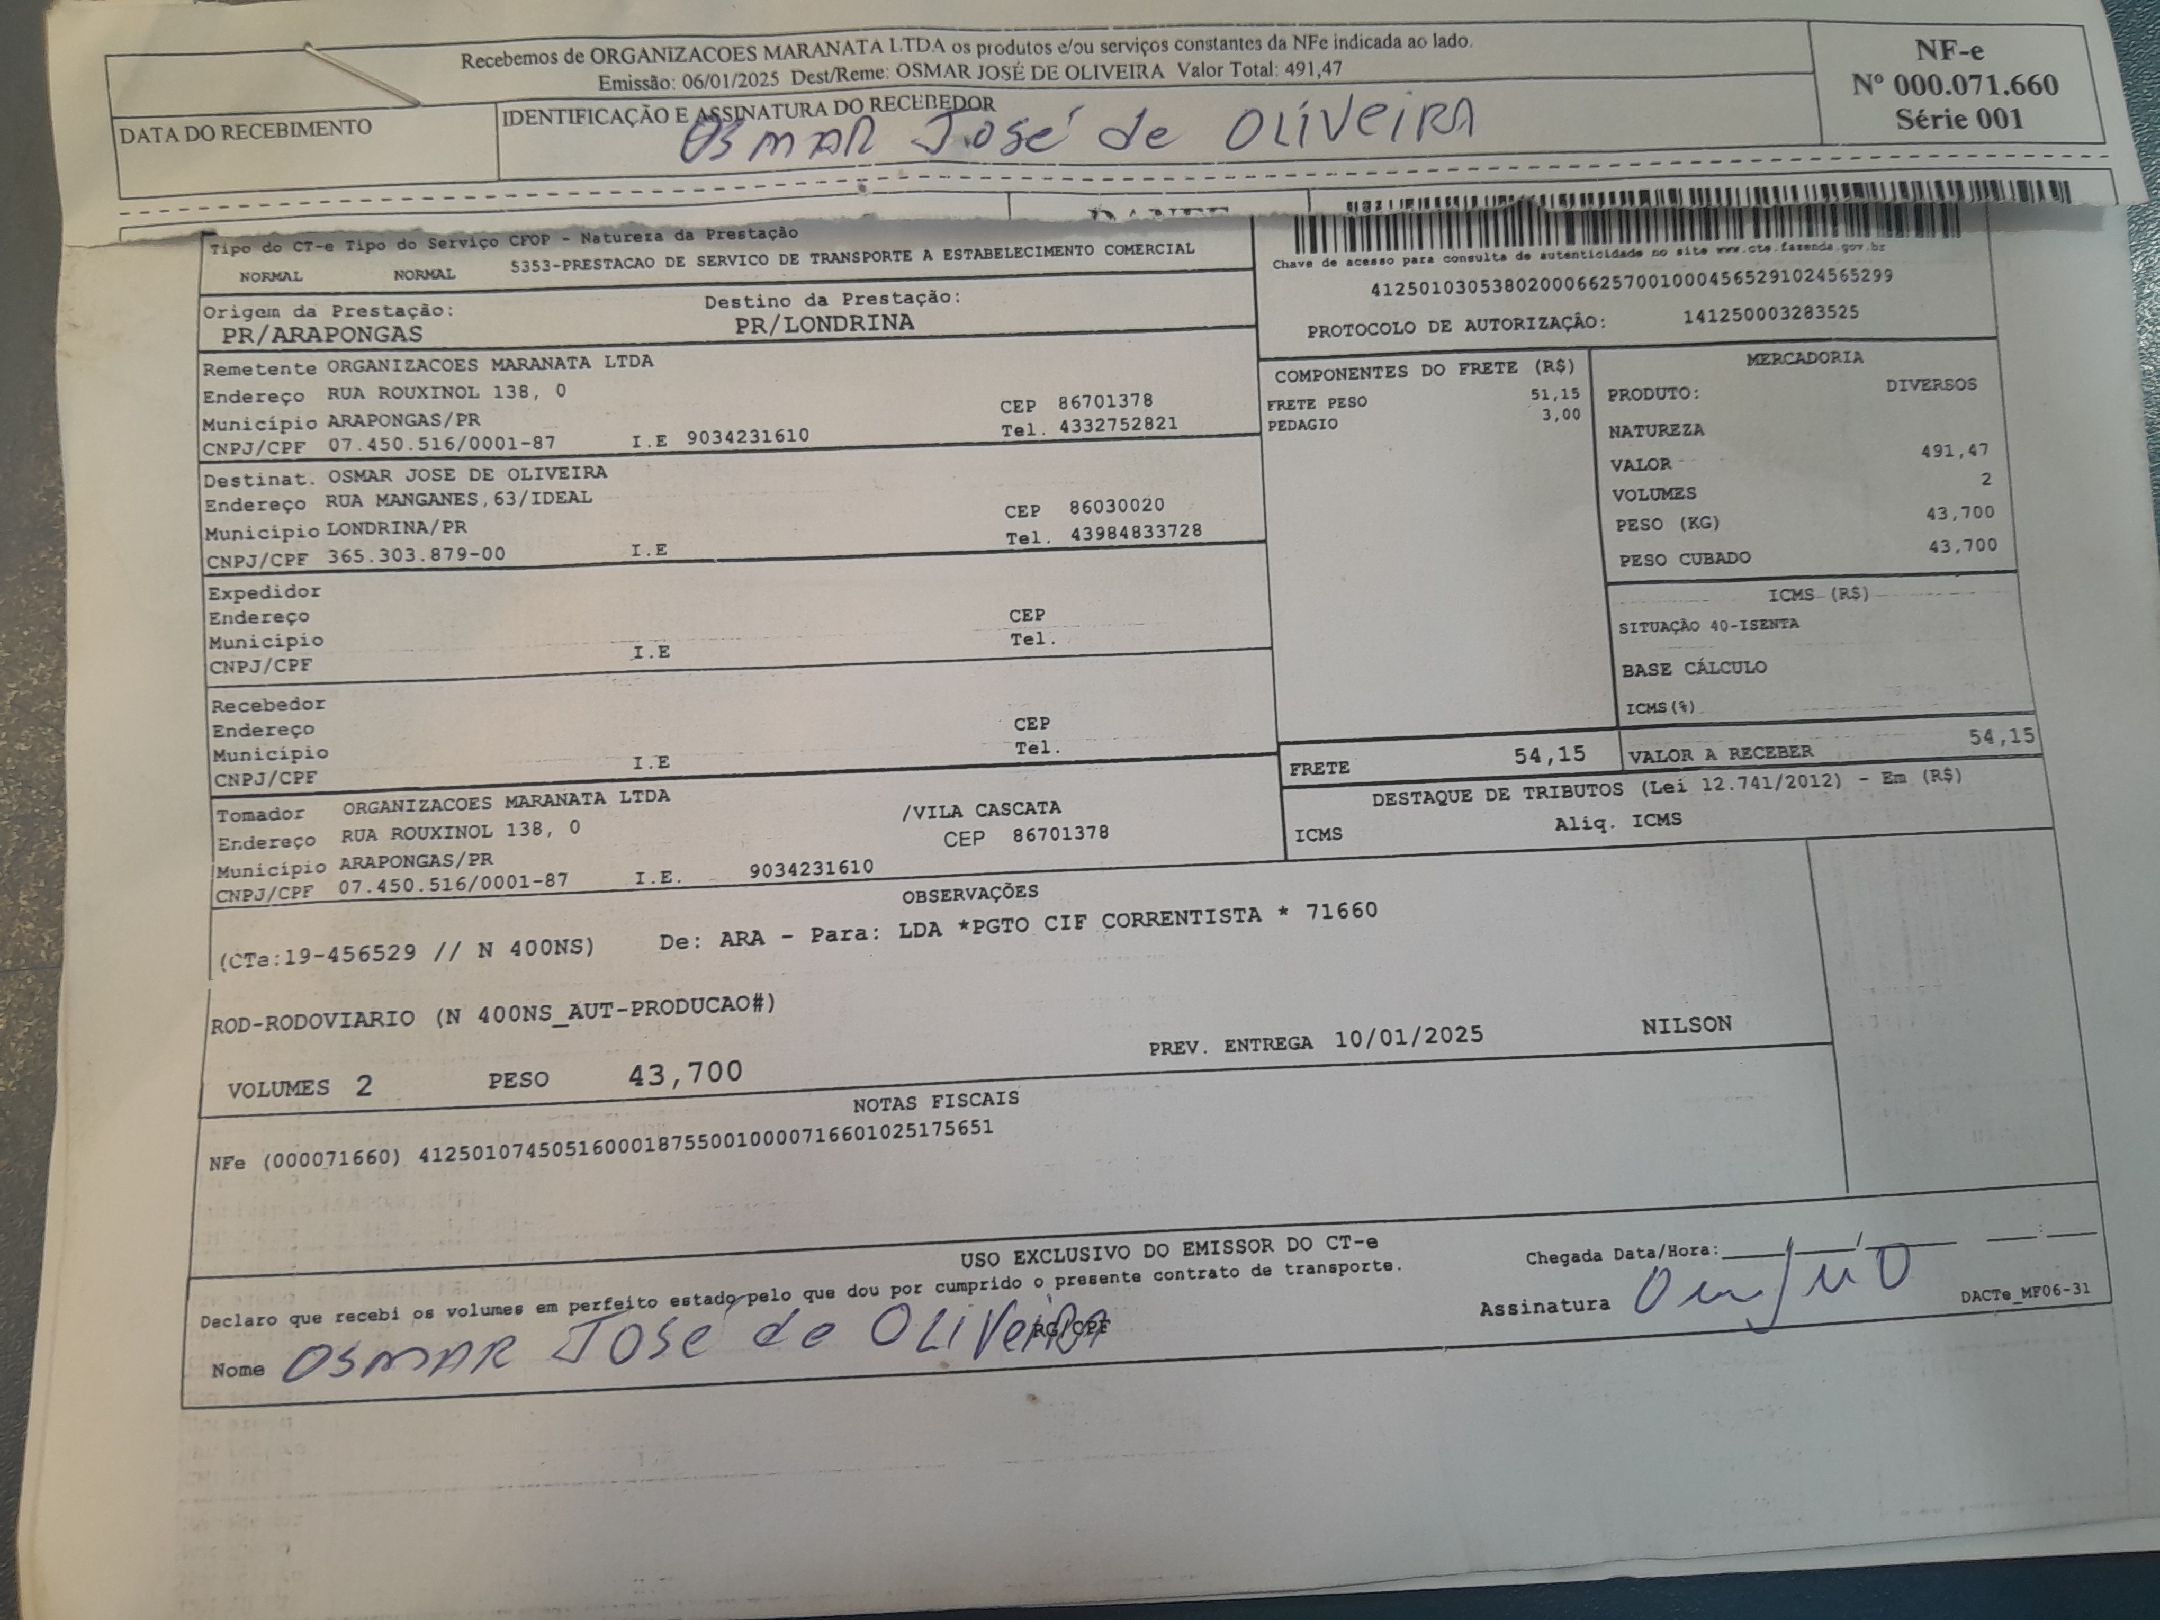 Recebemos de ORGANIZACOES MARANATA LTDA os produtos e/ou serviços constantes da NFe indicada ao lado.
Emissão: 06/01/2025 Dest/Reme: OSMAR JOSÉ DE OLIVEIRA Valor Total: 491,47
NF-e
Nº 000.071.660
Série 001
DATA DO RECEBIMENTO
IDENTIFICAÇÃO E ASSINATURA DO RECEBEDOR
OSMAR José de OLIVEIRA
Tipo do CT-e Tipo do Serviço CFOP - Natureza da Prestação
NORMAL NORMAL 5353-PRESTACAO DE SERVICO DE TRANSPORTE A ESTABELECIMENTO COMERCIAL
Chave de acesso para consulta de autenticidade no site www.cte.fazenda.gov.br
41250103053802000662570010004565291024565299
PROTOCOLO DE AUTORIZAÇÃO: 141250003283525
Origem da Prestação: Destino da Prestação:
PR/ARAPONGAS PR/LONDRINA
Remetente ORGANIZACOES MARANATA LTDA
Endereço RUA ROUXINOL 138, 0 CEP 86701378
Município ARAPONGAS/PR Tel. 4332752821
CNPJ/CPF 07.450.516/0001-87 I.E 9034231610
Destinat. OSMAR JOSE DE OLIVEIRA
Endereço RUA MANGANES,63/IDEAL CEP 86030020
Município LONDRINA/PR Tel. 43984833728
CNPJ/CPF 365.303.879-00 I.E
Expedidor
Endereço CEP
Município Tel.
CNPJ/CPF I.E
Recebedor
Endereço CEP
Município Tel.
CNPJ/CPF I.E
Tomador ORGANIZACOES MARANATA LTDA /VILA CASCATA
Endereço RUA ROUXINOL 138, 0 CEP 86701378
Município ARAPONGAS/PR
CNPJ/CPF 07.450.516/0001-87 I.E. 9034231610
COMPONENTES DO FRETE (R$)
FRETE PESO 51,15
PEDAGIO 3,00
MERCADORIA
PRODUTO: DIVERSOS
NATUREZA
VALOR 491,47
VOLUMES 2
PESO (KG) 43,700
PESO CUBADO 43,700
ICMS (R$)
SITUAÇÃO 40-ISENTA
BASE CÁLCULO
ICMS(%)
FRETE 54,15 VALOR A RECEBER 54,15
DESTAQUE DE TRIBUTOS (Lei 12.741/2012) - Em (R$)
ICMS Aliq. ICMS
OBSERVAÇÕES
(CTe:19-456529 // N 400NS) De: ARA - Para: LDA *PGTO CIF CORRENTISTA * 71660
ROD-RODOVIARIO (N 400NS_AUT-PRODUCAO#)
PREV. ENTREGA 10/01/2025 NILSON
VOLUMES 2 PESO 43,700
NOTAS FISCAIS
NFe (000071660) 41250107450516000187550010000716601025175651
USO EXCLUSIVO DO EMISSOR DO CT-e
Declaro que recebi os volumes em perfeito estado pelo que dou por cumprido o presente contrato de transporte.
Chegada Data/Hora:____/____/____ __:__
Nome OSMAR JOSé de OLIVEIRA RG/CPF
Assinatura
DACTe_MF06-31